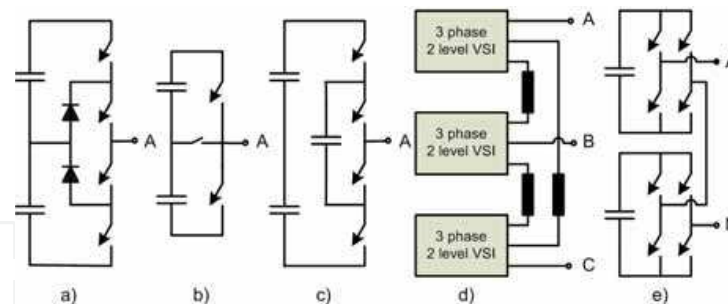 A
A
A
3 phase
2 level VSI
A
3 phase
2 level VSI
B
3 phase
2 level VSI
C
a)
b)
c)
d)
e)